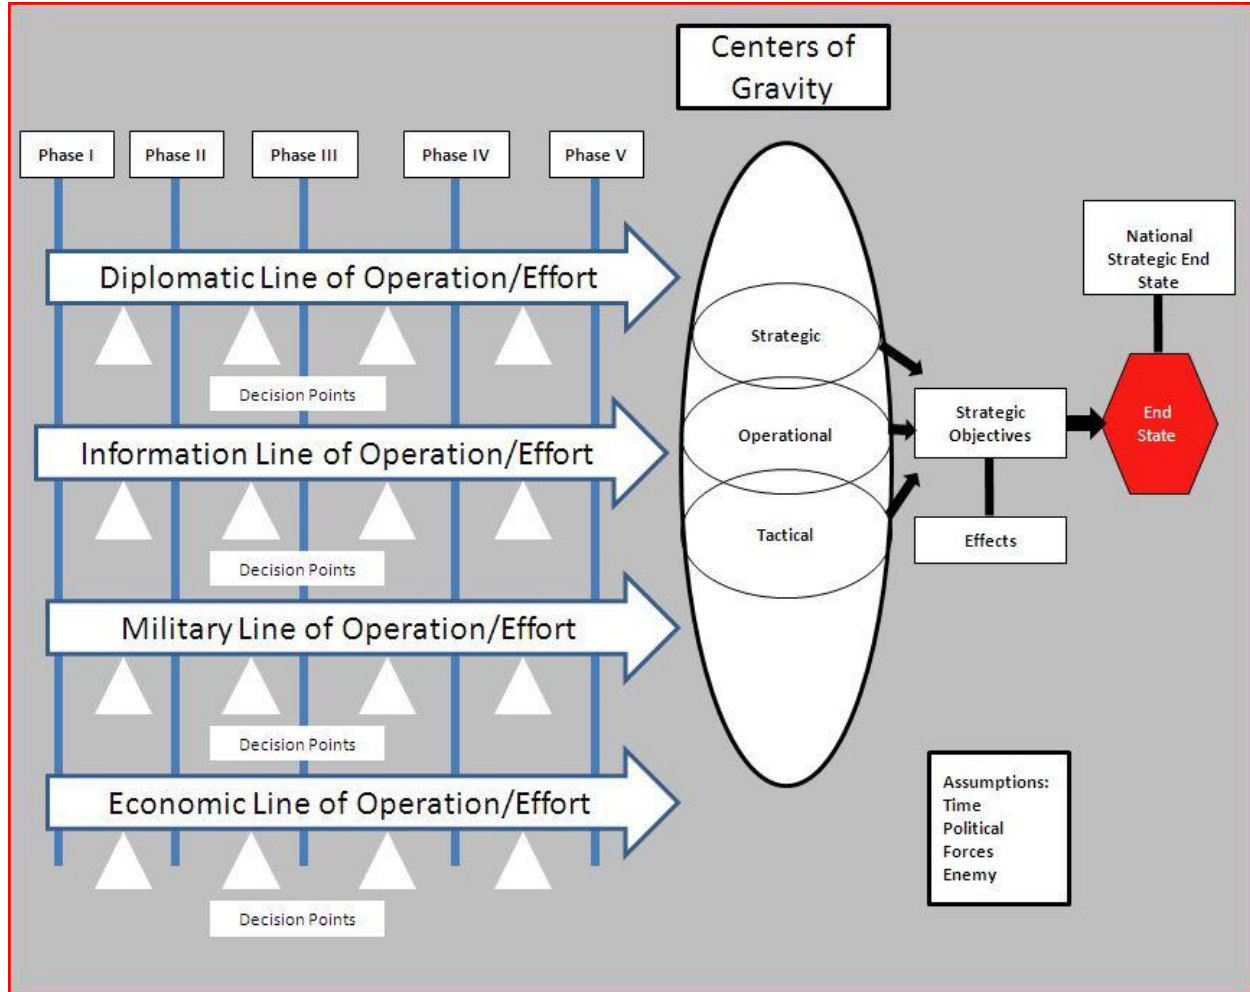 Centers of
Gravity
Phase I
Phase II
Phase III
Phase IV
Phase V
Diplomatic Line of Operation/Effort
Decision Points
Information Line of Operation/Effort
Decision Points
Military Line of Operation/Effort
Decision Points
Economic Line of Operation/Effort
Decision Points
Strategic
Operational
Tactical
Strategic
Objectives
Effects
National
Strategic End
State
End
State
Assumptions:
Time
Political
Forces
Enemy